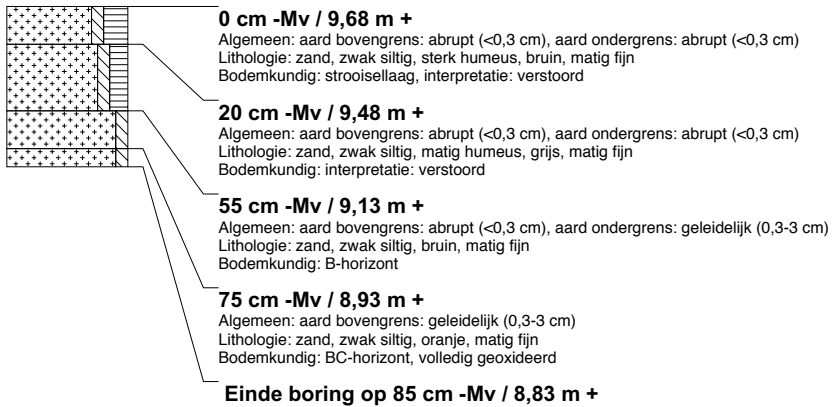 0 cm -Mv / 9,68 m +
Algemeen: aard bovengrens: abrupt (<0,3 cm), aard ondergrens: abrupt (<0,3 cm)
Lithologie: zand, zwak siltig, sterk humeus, bruin, matig fijn
Bodemkundig: strooisellaag, interpretatie: verstoord
20 cm -Mv / 9,48 m +
Algemeen: aard bovengrens: abrupt (<0,3 cm), aard ondergrens: abrupt (<0,3 cm)
Lithologie: zand, zwak siltig, matig humeus, grijs, matig fijn
Bodemkundig: interpretatie: verstoord
55 cm -Mv / 9,13 m +
Algemeen: aard bovengrens: abrupt (<0,3 cm), aard ondergrens: geleidelijk (0,3-3 cm)
Lithologie: zand, zwak siltig, bruin, matig fijn
Bodemkundig: B-horizont
75 cm -Mv / 8,93 m +
Algemeen: aard bovengrens: geleidelijk (0,3-3 cm)
Lithologie: zand, zwak siltig, oranje, matig fijn
Bodemkundig: BC-horizont, volledig geoxideerd
Einde boring op 85 cm -Mv / 8,83 m +